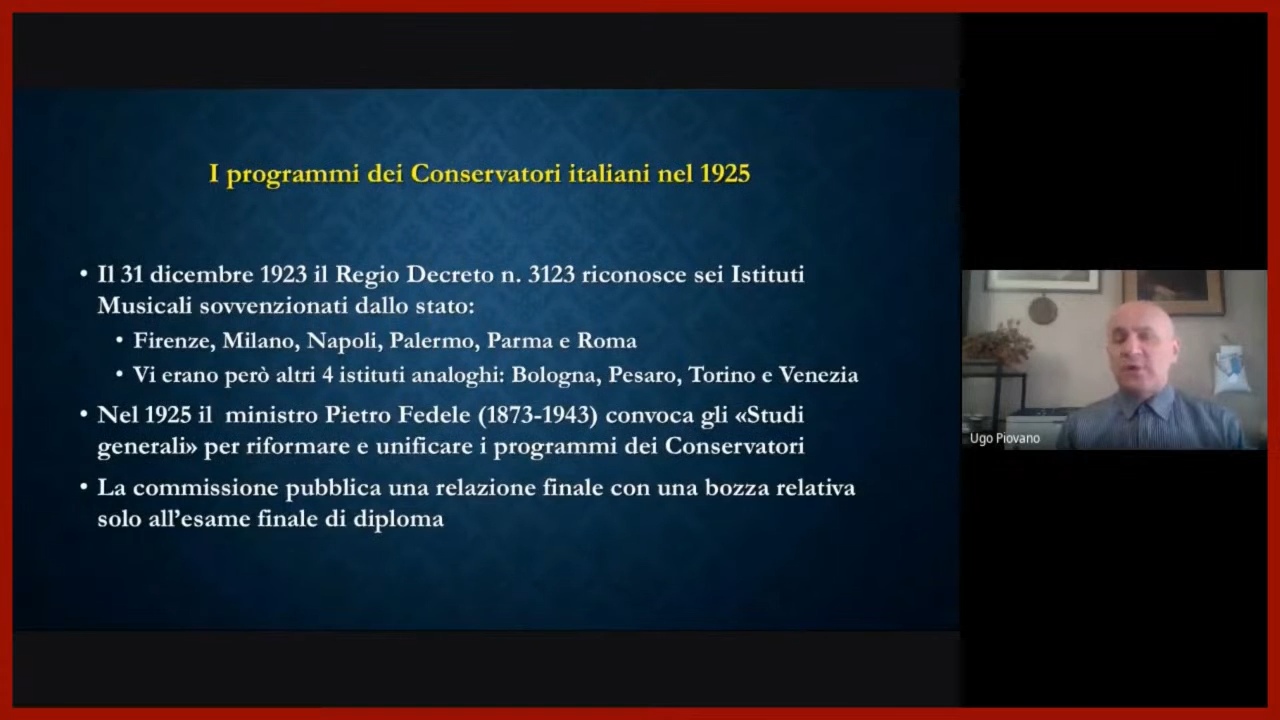 I programmi dei Conservatori italiani nel 1925
• Il 31 dicembre 1923 il Regio Decreto n. 3123 riconosce sei Istituti
Musicali sovvenzionati dallo stato:
• Firenze, Milano, Napoli, Palermo, Parma e Roma
• Vi erano però altri 4 istituti analoghi: Bologna, Pesaro, Torino e Venezia
• Nel 1925 il  ministro Pietro Fedele (1873-1943) convoca gli «Studi
generali» per riformare e unificare i programmi dei Conservatori
• La commissione pubblica una relazione finale con una bozza relativa
solo all’esame finale di diploma
Ugo Piovano